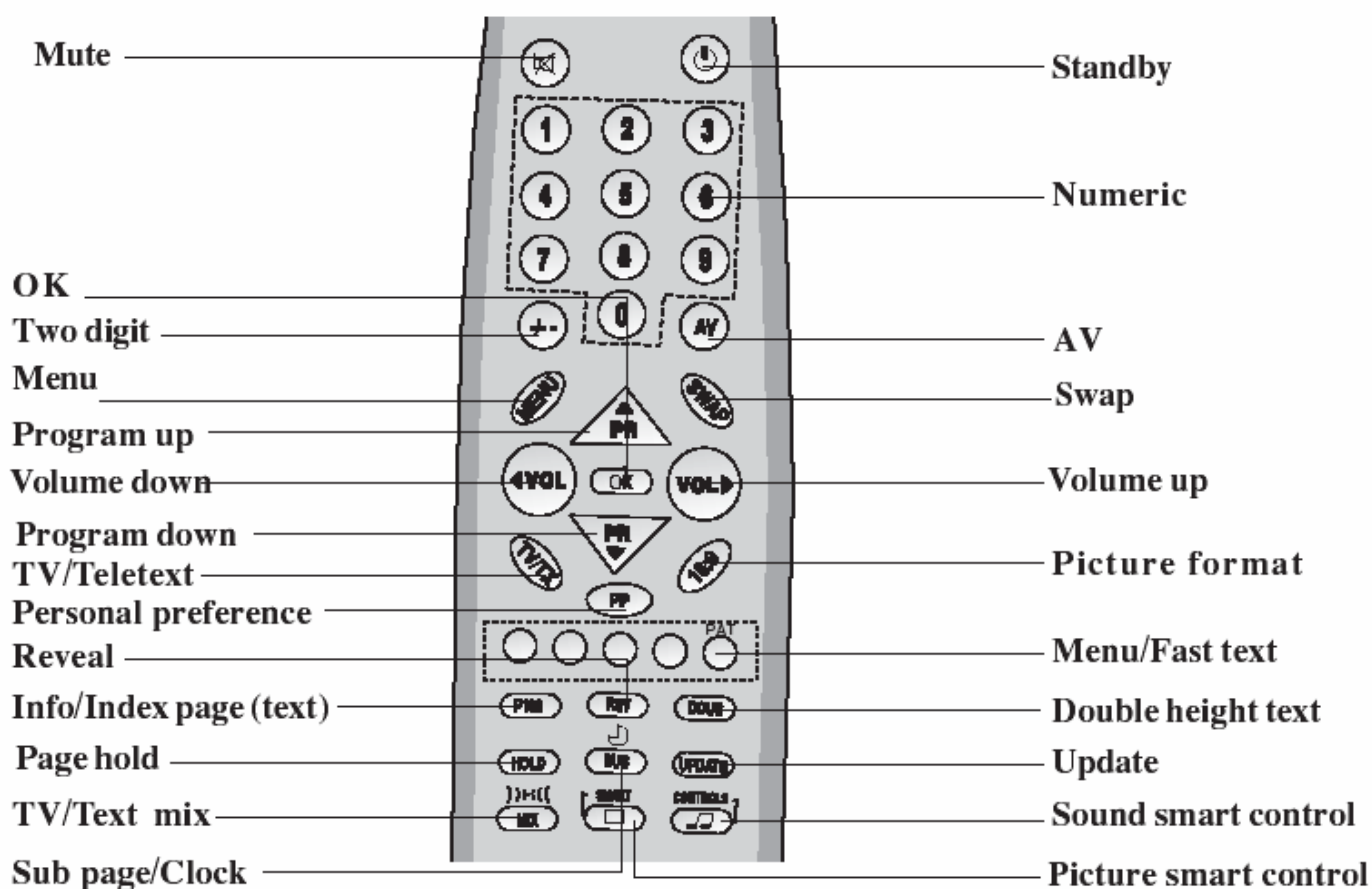 Mute
Standby
1 2 3
Numeric
4 5 6
7 8 9
OK
0
Two digit
AV
AV
Menu
MENU
SWAP
Swap
Program up
PR
Volume down
VOL
OK
VOL
Volume up
Program down
PR
TV/Teletext
TV/TX
16:9
Picture format
Personal preference
PP
PAT
Reveal
Menu/Fast text
Info/Index page (text)
REV
Double height text
Page hold
HOLD
SUB
UPDATE
Update
SMART
CONTROLS
TV/Text mix
MIX
Sound smart control
Sub page/Clock
Picture smart control